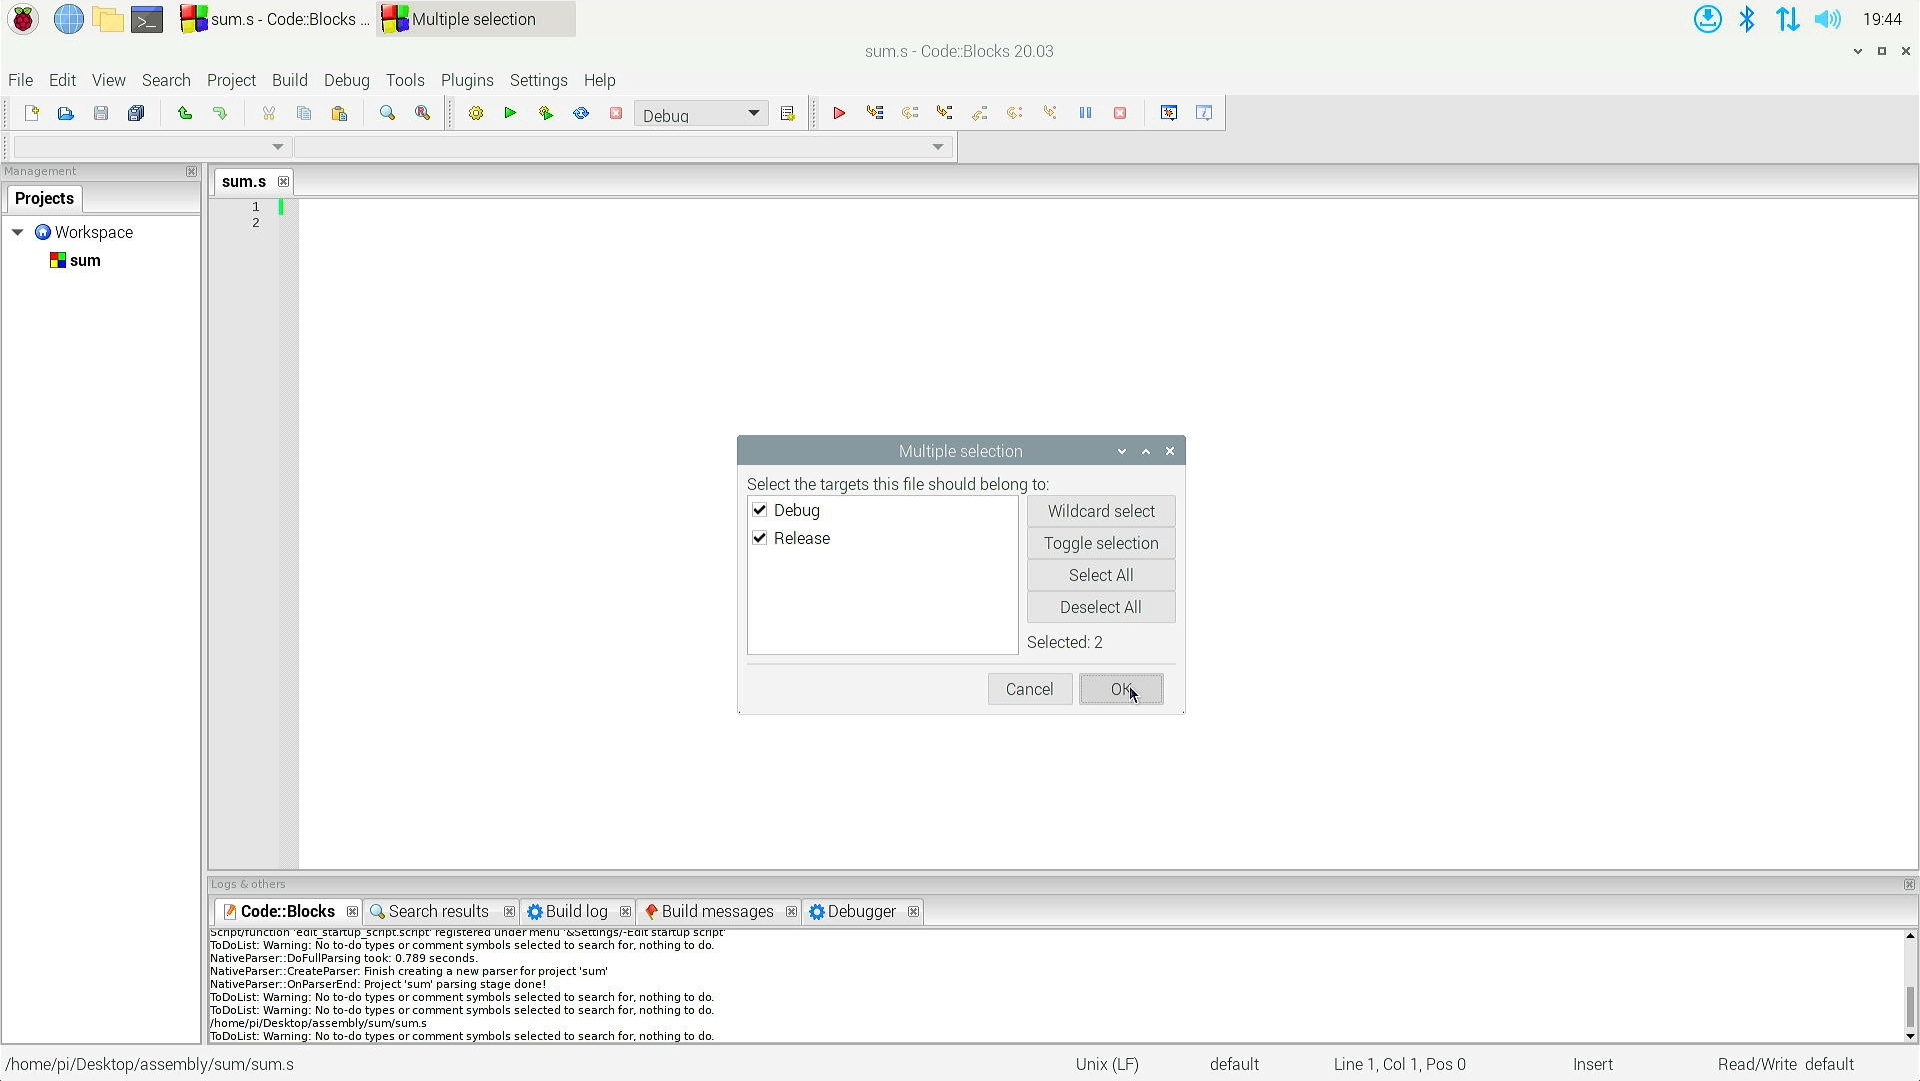 sum.s - Code::Blocks ... Multiple selection 19:44
sum.s - Code::Blocks 20.03
File Edit View Search Project Build Debug Tools Plugins Settings Help
Debug
Management
Projects
Workspace
sum
sum.s
1
2
Multiple selection
Select the targets this file should belong to:
Debug
Release
Wildcard select
Toggle selection
Select All
Deselect All
Selected: 2
Cancel OK
Logs & others
Code::Blocks Search results Build log Build messages Debugger
Script/function 'edit_startup_script.script' registered under menu '&Settings/-Edit startup script'
ToDoList: Warning: No to-do types or comment symbols selected to search for, nothing to do.
NativeParser::DoFullParsing took: 0.789 seconds.
NativeParser::CreateParser: Finish creating a new parser for project 'sum'
NativeParser::OnParserEnd: Project 'sum' parsing stage done!
ToDoList: Warning: No to-do types or comment symbols selected to search for, nothing to do.
ToDoList: Warning: No to-do types or comment symbols selected to search for, nothing to do.
/home/pi/Desktop/assembly/sum/sum.s
ToDoList: Warning: No to-do types or comment symbols selected to search for, nothing to do.
/home/pi/Desktop/assembly/sum/sum.s Unix (LF) default Line 1, Col 1, Pos 0 Insert Read/Write default